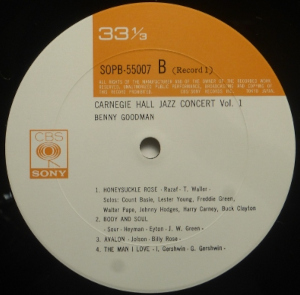 33 1/3
SOPB-55007 B (Record 1)
CARNEGIE HALL JAZZ CONCERT Vol. 1
BENNY GOODMAN
CBS
SONY
1. HONEYSUCKLE ROSE - Razaf - T. Waller -
Solos: Count Basie, Lester Young, Freddie Green,
Walter Page, Johnny Hodges, Harry Carney, Buck Clayton
2. BODY AND SOUL
- Sour - Heyman - Eyton - J. W. Green -
3. AVALON - Jolson - Billy Rose -
4. THE MAN I LOVE - I. Gershwin - G. Gershwin -